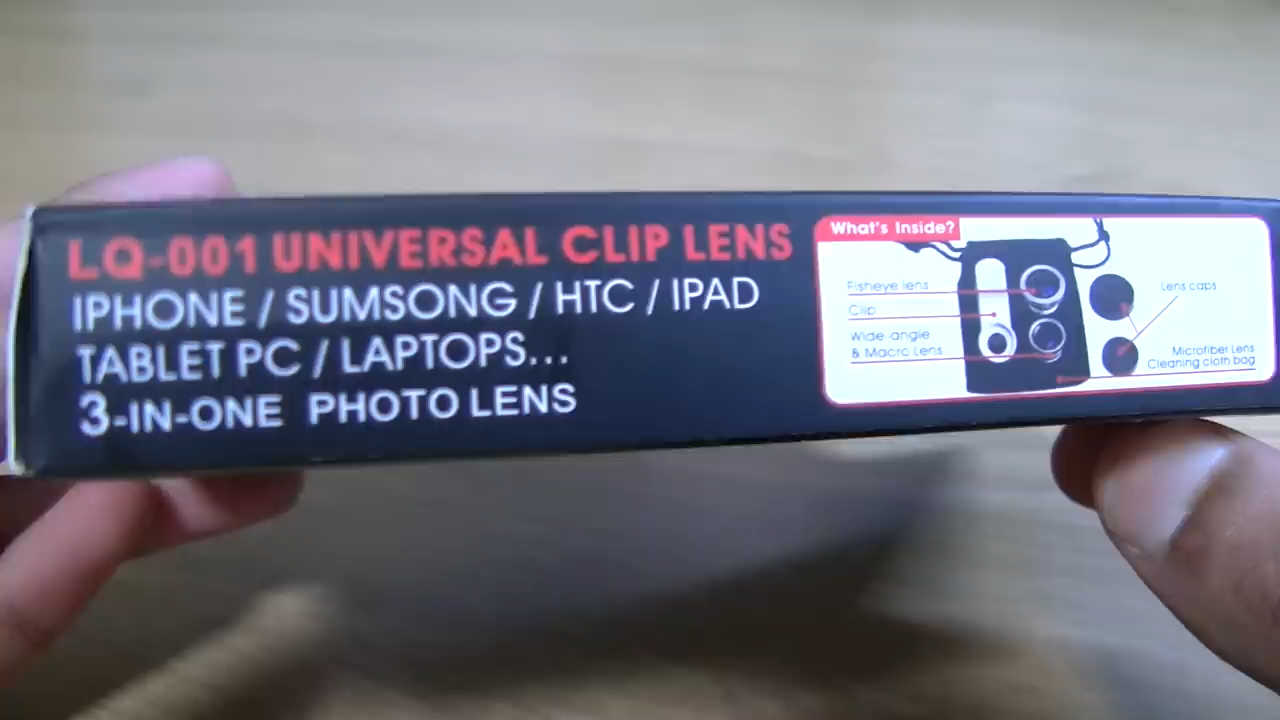 LQ-001 UNIVERSAL CLIP LENS
IPHONE / SUMSONG / HTC / IPAD
TABLET PC / LAPTOPS...
3-IN-ONE PHOTO LENS
What's Inside?
Fisheye lens
Clip
Wide-angle
& Macro Lens
Lens caps
Microfiber Lens
Cleaning cloth bag